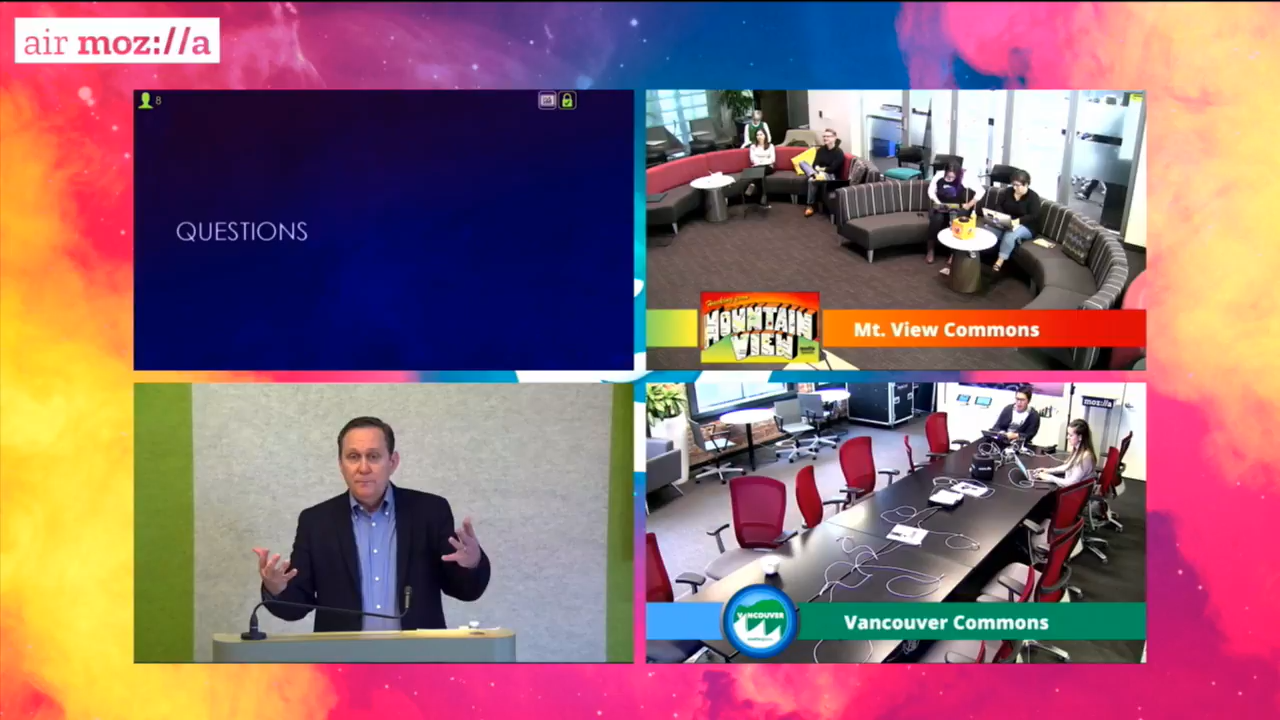 air moz://a
8
QUESTIONS
MOUNTAIN
VIEW
Mt. View Commons
moz://a
VANCOUVER
Vancouver Commons